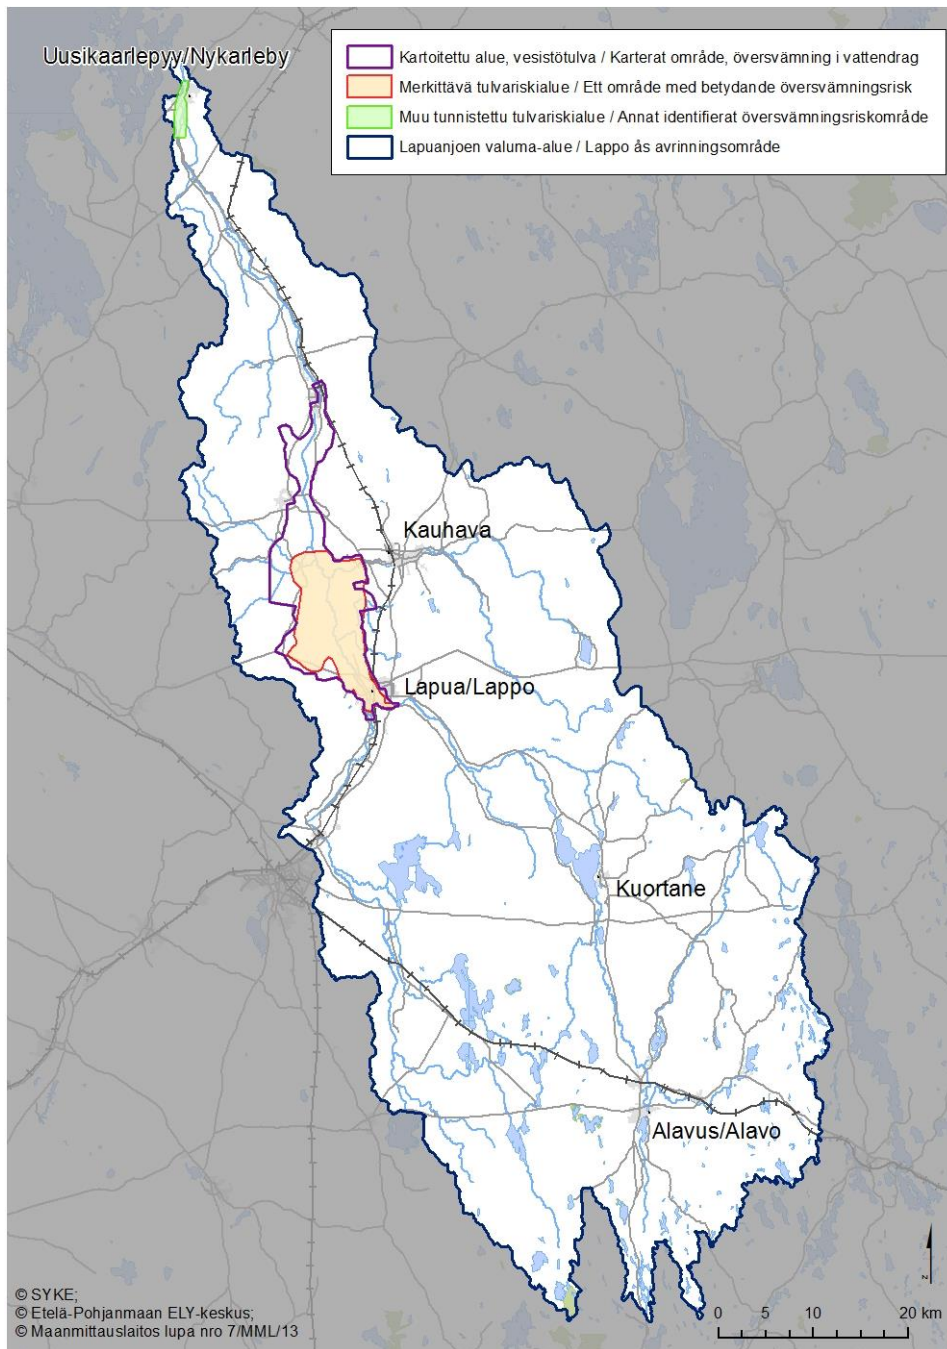 Uusikaarlepyy/Nykarleby
Kartoitettu alue, vesistötulva / Karterat område, översvämning i vattendrag
Merkittävä tulvariskialue / Ett område med betydande översvämningsrisk
Muu tunnistettu tulvariskialue / Annat identifierat översvämningsriskområde
Lapuanjoen valuma-alue / Lappo ås avrinningsområde
Kauhava
Lapua/Lappo
Kuortane
Alavus/Alavo
© SYKE;
© Etelä-Pohjanmaan ELY-keskus;
© Maanmittauslaitos lupa nro 7/MML/13
0 5 10 20 km